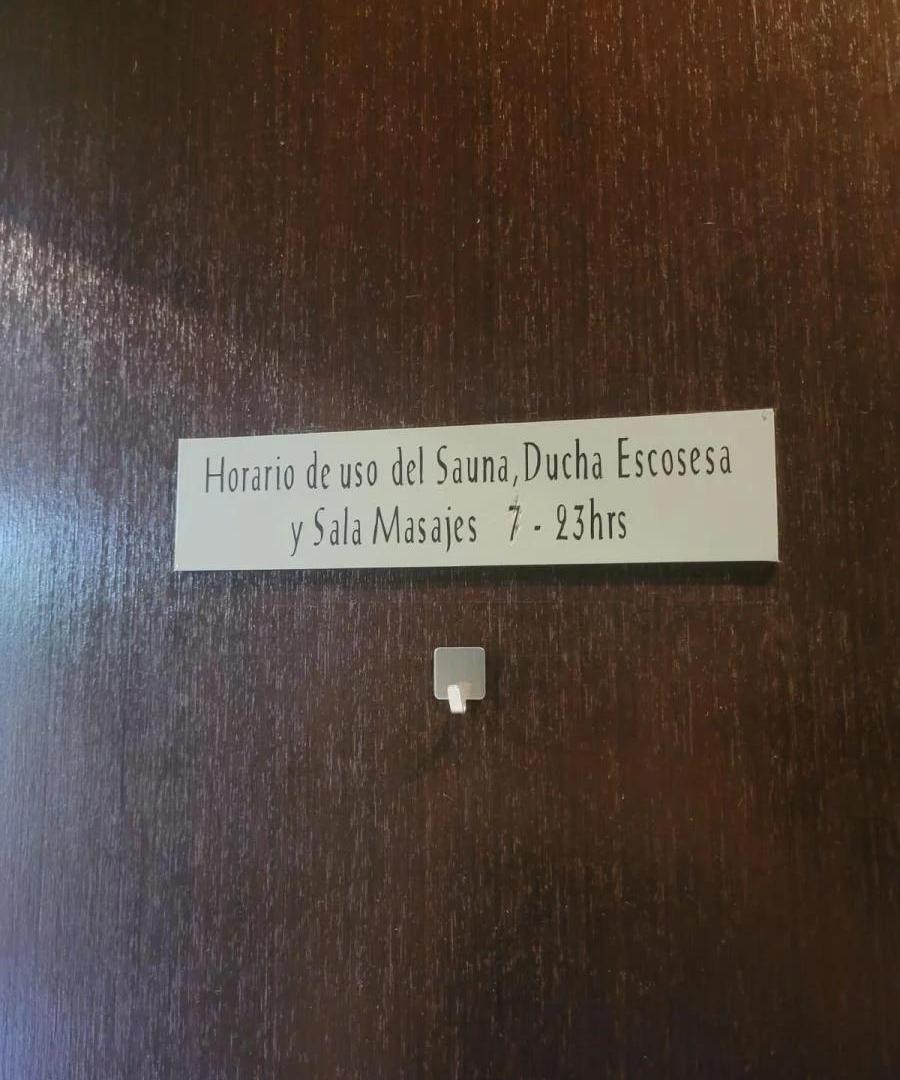 Horario de uso del Sauna, Ducha Escosesa
y Sala Masajes 7 - 23hrs